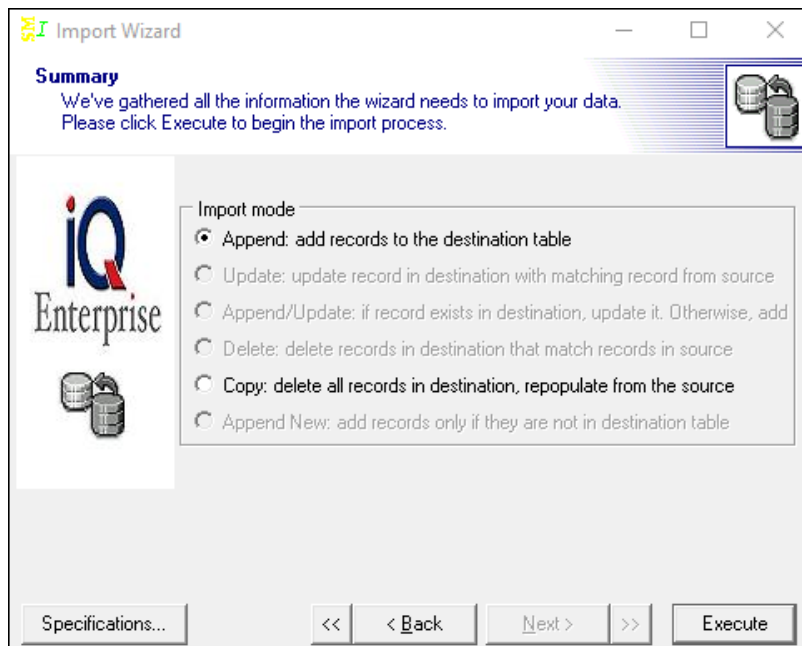 Import Wizard
Summary
We've gathered all the information the wizard needs to import your data.
Please click Execute to begin the import process.
iQ
Enterprise
Import mode
Append: add records to the destination table
Update: update record in destination with matching record from source
Append/Update: if record exists in destination, update it. Otherwise, add
Delete: delete records in destination that match records in source
Copy: delete all records in destination, repopulate from the source
Append New: add records only if they are not in destination table
Specifications... << < Back Next > >> Execute